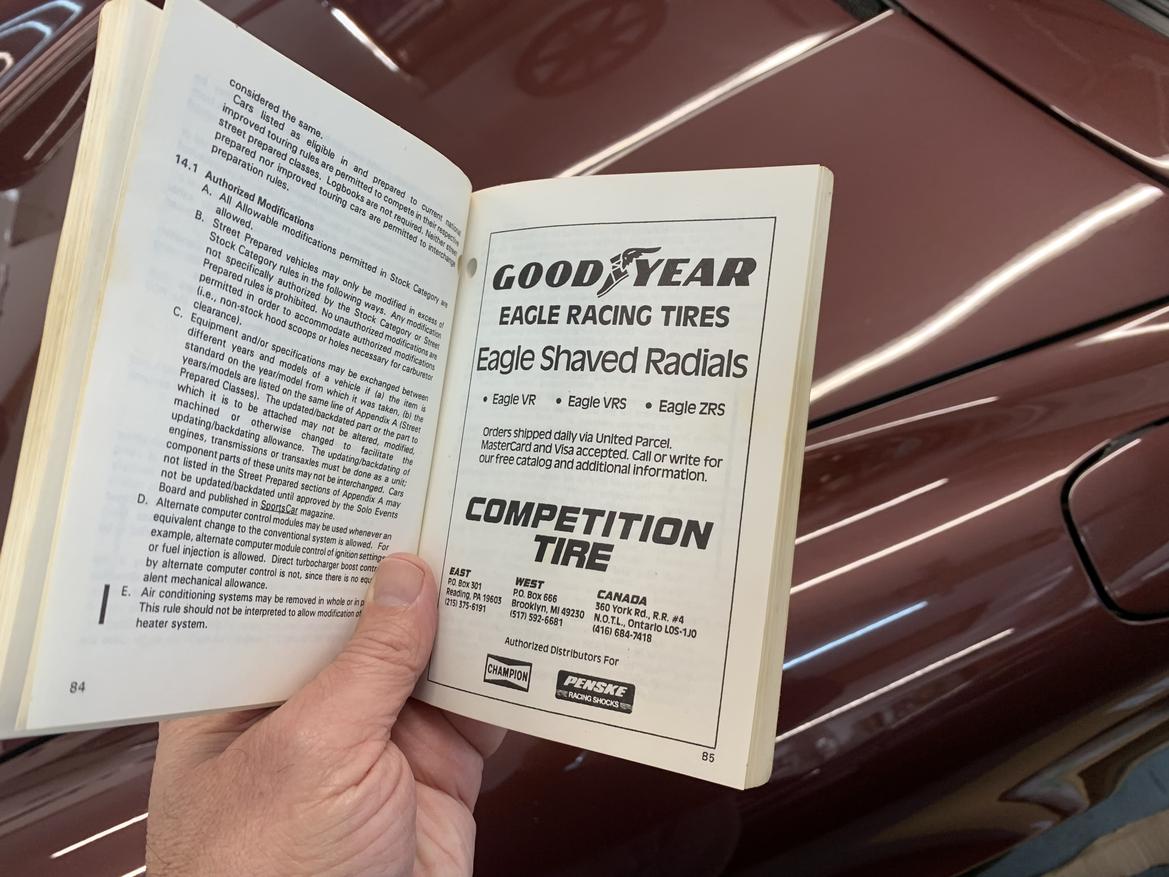 considered the same.
Cars listed as eligible in and prepared to current national
improved touring rules are permitted to compete in their respective
street prepared classes. Logbooks are not required. Neither street
prepared nor improved touring cars are permitted to interchange
preparation rules.
14.1 Authorized Modifications
A. All Allowable modifications permitted in Stock Category are
allowed.
B. Street Prepared vehicles may only be modified in excess of
Stock Category rules in the following ways. Any modification
not specifically authorized by the Stock Category or Street
Prepared rules is prohibited. No unauthorized modifications are
permitted in order to accommodate authorized modifications
(i.e., non-stock hood scoops or holes necessary for carburetor
clearance).
C. Equipment and/or specifications may be exchanged between
different years and models of a vehicle if (a) the item is
standard on the year/model from which it was taken, (b) the
years/models are listed on the same line of Appendix A (Street
Prepared Classes). The updated/backdated part or the part to
which it is to be attached may not be altered, modified,
machined or otherwise changed to facilitate the
updating/backdating allowance. The updating/backdating of
engines, transmissions or transaxles must be done as a unit;
component parts of these units may not be interchanged. Cars
not listed in the Street Prepared sections of Appendix A may
not be updated/backdated until approved by the Solo Events
Board and published in SportsCar magazine.
D. Alternate computer control modules may be used whenever an
equivalent change to the conventional system is allowed. For
example, alternate computer module control of ignition settings
or fuel injection is allowed. Direct turbocharger boost
by alternate computer control is not, since there is no
alent mechanical allowance.
E. Air conditioning systems may be removed in whole or in
This rule should not be interpreted to allow modification of
heater system.
84
GOODYEAR
EAGLE RACING TIRES
Eagle Shaved Radials
• Eagle VR • Eagle VRS • Eagle ZRS
Orders shipped daily via United Parcel.
MasterCard and Visa accepted. Call or write for
our free catalog and additional information.
COMPETITION
TIRE
EAST
P.O. Box 301
Reading, PA 19603
(215) 375-6191
WEST
P.O. Box 666
Brooklyn, MI 49230
(517) 592-6681
CANADA
360 York Rd., R.R. #4
N.O.T.L., Ontario L0S-1J0
(416) 684-7418
Authorized Distributors For
CHAMPION
PENSKE
RACING SHOCKS
85